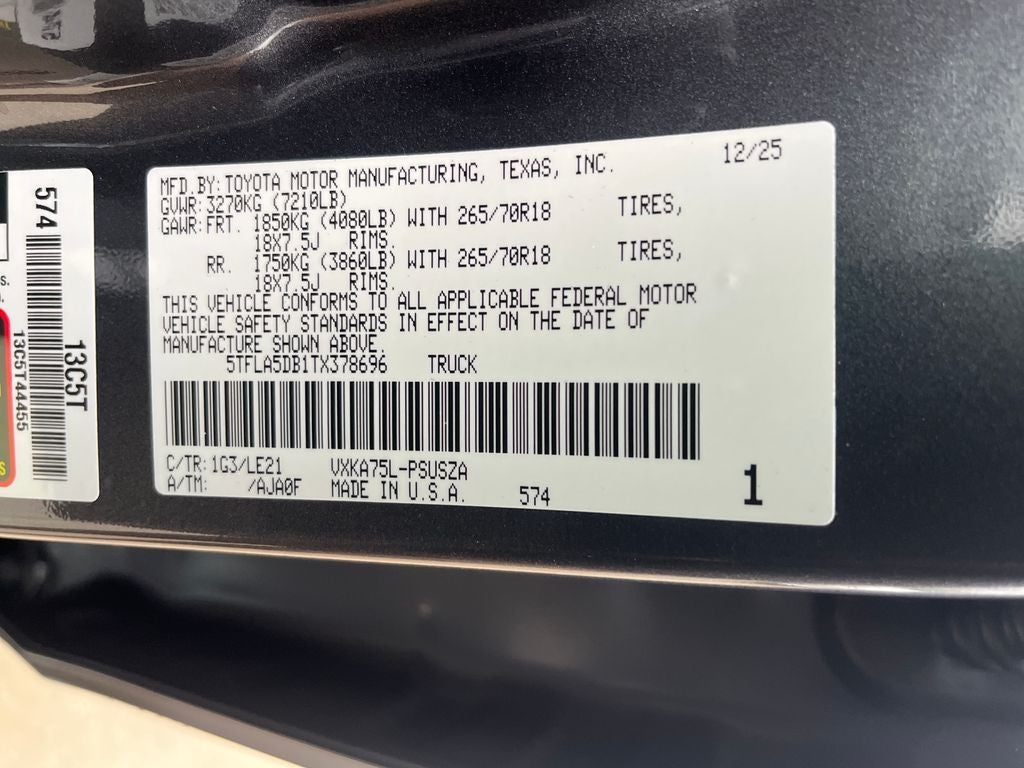 12/25
MFD.BY:TOYOTA MOTOR MANUFACTURING, TEXAS, INC.
GVWR:3270KG (7210LB)
GAWR:FRT. 1850KG (4080LB) WITH 265/70R18 TIRES,
18X7.5J RIMS.
RR. 1750KG (3860LB) WITH 265/70R18 TIRES,
18X7.5J RIMS.
THIS VEHICLE CONFORMS TO ALL APPLICABLE FEDERAL MOTOR
VEHICLE SAFETY STANDARDS IN EFFECT ON THE DATE OF
MANUFACTURE SHOWN ABOVE.
5TFLA5DB1TX378696 TRUCK
C/TR:1G3/LE21 VXKA75L-PSUSZA
A/TM: /AJA0F MADE IN U.S.A. 574
1
574
13C5T
13C5T44455